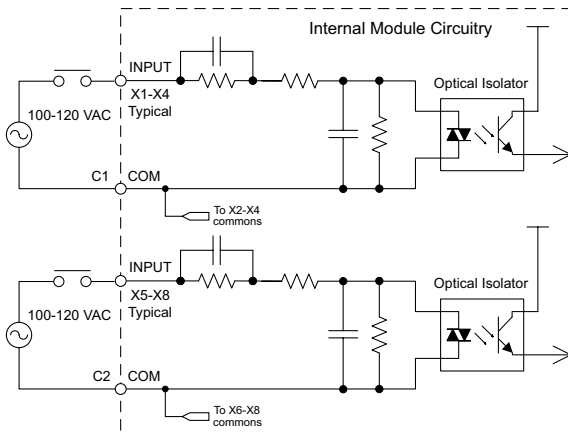 Internal Module Circuitry
INPUT
X1-X4
Typical
100-120 VAC
Optical Isolator
C1
COM
To X2-X4
commons
INPUT
X5-X8
Typical
100-120 VAC
Optical Isolator
C2
COM
To X6-X8
commons